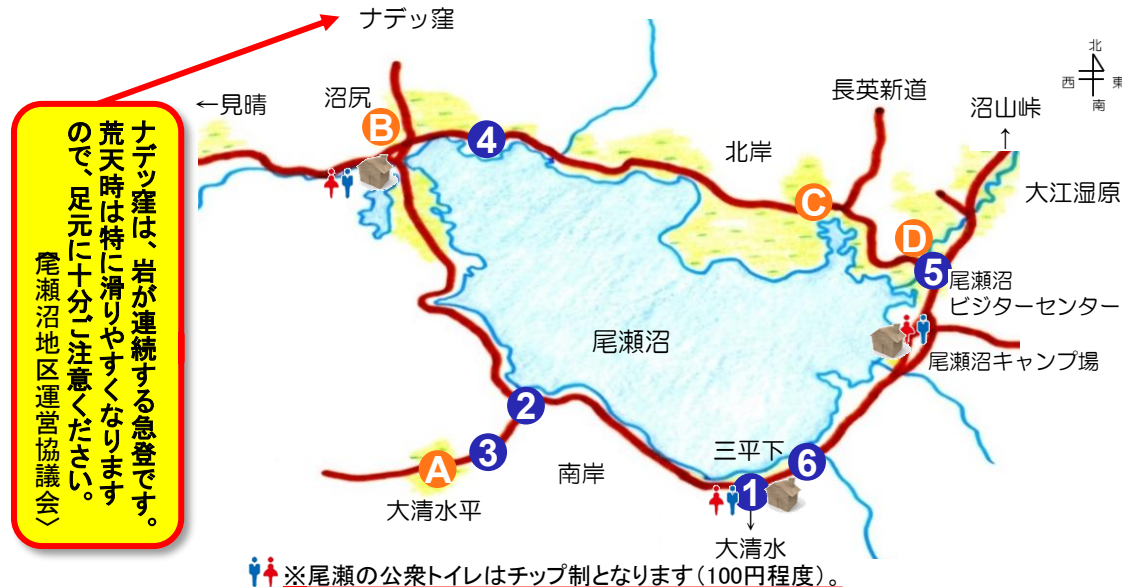 ナデッ窪
←見晴
沼尻
B
4
北岸
長英新道
沼山峠
↑
北
西
東
南
大江湿原
C
D
5
尾瀬沼
ビジターセンター
尾瀬沼キャンプ場
尾瀬沼
2
3
A
大清水平
南岸
三平下
6
1
↓
大清水
ナデッ窪は、岩が連続する急登です。
荒天時は特に滑りやすくなります
ので、足元に十分ご注意ください。
〈尾瀬沼地区運営協議会〉
※尾瀬の公衆トイレはチップ制となります(100円程度)。